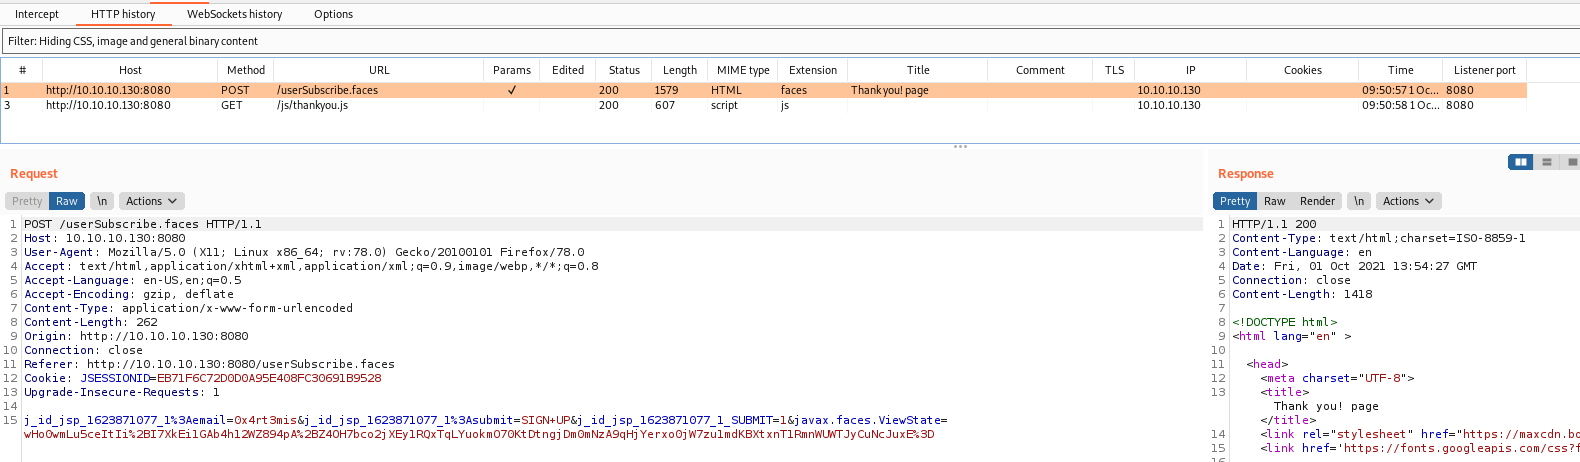 Intercept HTTP history WebSockets history Options
Filter: Hiding CSS, image and general binary content
# Host Method URL Params Edited Status Length MIME type Extension Title Comment TLS IP Cookies Time Listener port
1 http://10.10.10.130:8080 POST /userSubscribe.faces ✓ 200 1579 HTML faces Thank you! page 10.10.10.130 09:50:57 1 Oc... 8080
3 http://10.10.10.130:8080 GET /js/thankyou.js 200 607 script js 10.10.10.130 09:50:58 1 Oc... 8080
Request
Pretty Raw \n Actions
1 POST /userSubscribe.faces HTTP/1.1
2 Host: 10.10.10.130:8080
3 User-Agent: Mozilla/5.0 (X11; Linux x86_64; rv:78.0) Gecko/20100101 Firefox/78.0
4 Accept: text/html,application/xhtml+xml,application/xml;q=0.9,image/webp,*/*;q=0.8
5 Accept-Language: en-US,en;q=0.5
6 Accept-Encoding: gzip, deflate
7 Content-Type: application/x-www-form-urlencoded
8 Content-Length: 262
9 Origin: http://10.10.10.130:8080
10 Connection: close
11 Referer: http://10.10.10.130:8080/userSubscribe.faces
12 Cookie: JSESSIONID=EB71F6C72D0D0A95E408FC30691B9528
13 Upgrade-Insecure-Requests: 1
14
15 j_id_jsp_1623871077_1%3Aemail=0x4rt3mis&j_id_jsp_1623871077_1%3Asubmit=SIGN+UP&j_id_jsp_1623871077_1_SUBMIT=1&javax.faces.ViewState=
Response
Pretty Raw Render \n Actions
1 HTTP/1.1 200
2 Content-Type: text/html;charset=ISO-8859-1
3 Content-Language: en
4 Date: Fri, 01 Oct 2021 13:54:27 GMT
5 Connection: close
6 Content-Length: 1418
7
8 <!DOCTYPE html>
9 <html lang="en" >
10
11 <head>
12 <meta charset="UTF-8">
13 <title>
Thank you! page
</title>
14 <link rel="stylesheet" href="https://maxcdn.bo
15 <link href='https://fonts.googleapis.com/css?f